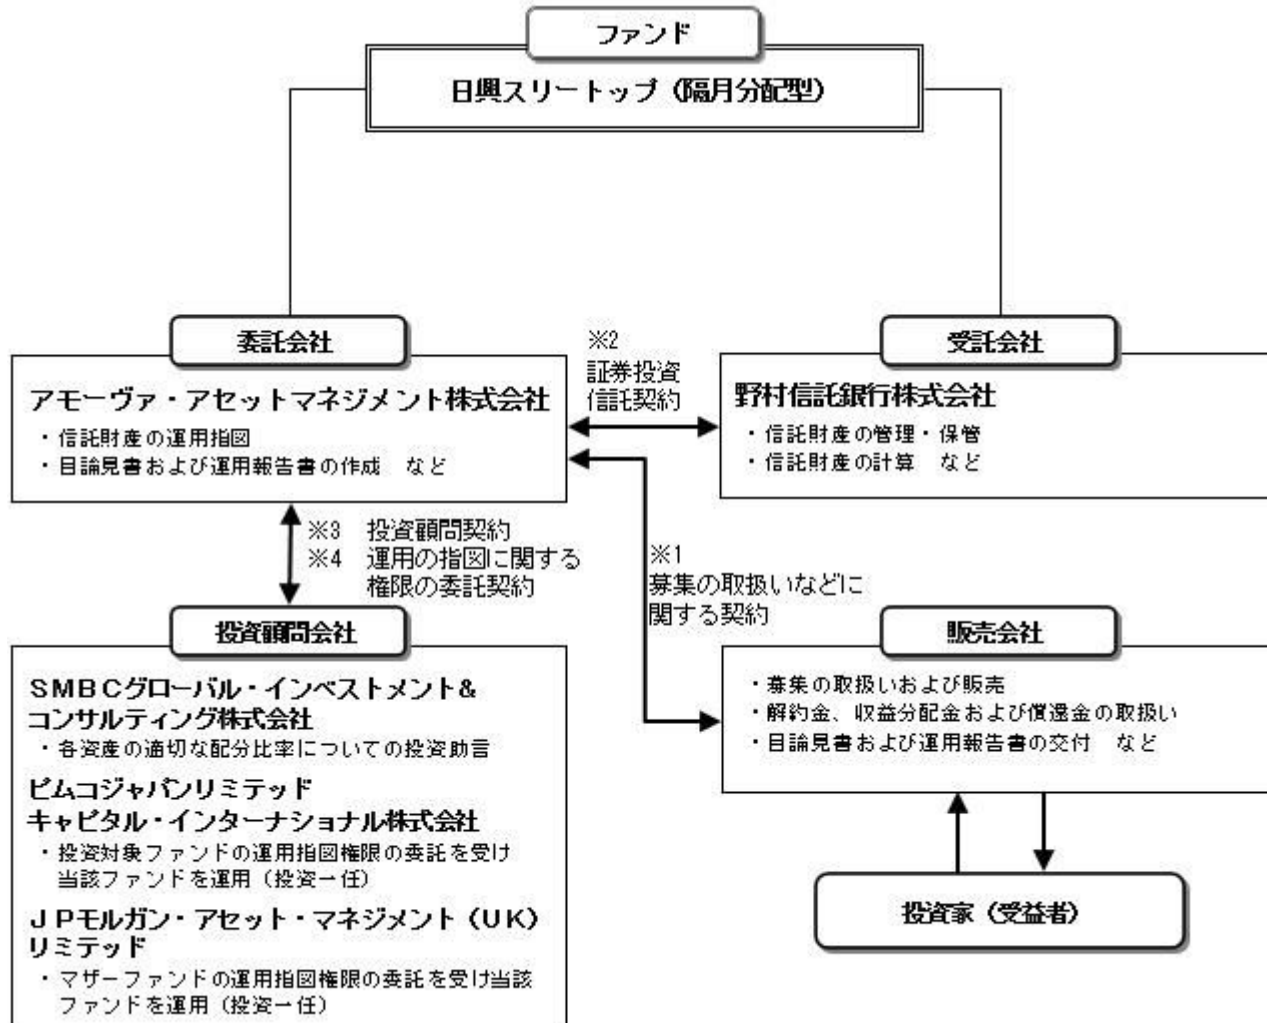 ファンド
日興スリートップ（隔月分配型）
委託会社
アモーヴァ・アセットマネジメント株式会社
・信託財産の運用指図
・目論見書および運用報告書の作成　など
※2
証券投資
信託契約
受託会社
野村信託銀行株式会社
・信託財産の管理・保管
・信託財産の計算　など
※3　投資顧問契約
※4　運用の指図に関する
権限の委託契約
※1
募集の取扱いなどに
関する契約
投資顧問会社
ＳＭＢＣグローバル・インベストメント＆
コンサルティング株式会社
・各資産の適切な配分比率についての投資助言
ピムコジャパンリミテッド
キャピタル・インターナショナル株式会社
・投資対象ファンドの運用指図権限の委託を受け
当該ファンドを運用（投資一任）
ＪＰモルガン・アセット・マネジメント（ＵＫ）
リミテッド
・マザーファンドの運用指図権限の委託を受け当該
ファンドを運用（投資一任）
販売会社
・募集の取扱いおよび販売
・解約金、収益分配金および償還金の取扱い
・目論見書および運用報告書の交付　など
投資家（受益者）